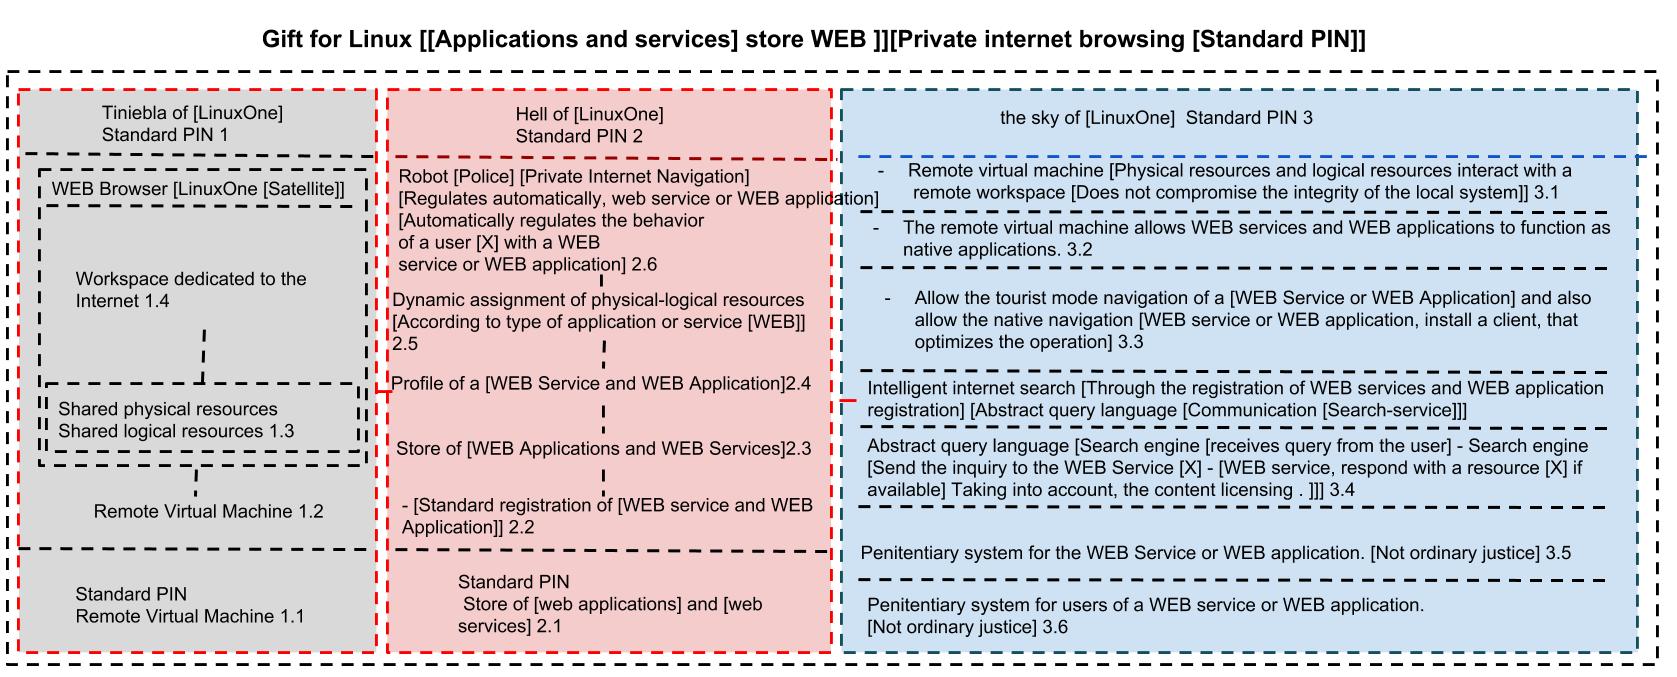 Gift for Linux [[Applications and services] store WEB ]][Private internet browsing [Standard PIN]]
Tiniebla of [LinuxOne]
Standard PIN 1
WEB Browser [LinuxOne [Satellite]]
Workspace dedicated to the
Internet 1.4
Shared physical resources
Shared logical resources 1.3
Remote Virtual Machine 1.2
Standard PIN
Remote Virtual Machine 1.1
Hell of [LinuxOne]
Standard PIN 2
Robot [Police] [Private Internet Navigation]
[Regulates automatically, web service or WEB application]
[Automatically regulates the behavior
of a user [X] with a WEB
service or WEB application] 2.6
Dynamic assignment of physical-logical resources
[According to type of application or service [WEB]]
2.5
Profile of a [WEB Service and WEB Application]2.4
Store of [WEB Applications and WEB Services]2.3
- [Standard registration of [WEB service and WEB
Application]] 2.2
Standard PIN
Store of [web applications] and [web
services] 2.1
the sky of [LinuxOne]  Standard PIN 3
- Remote virtual machine [Physical resources and logical resources interact with a
remote workspace [Does not compromise the integrity of the local system]] 3.1
- The remote virtual machine allows WEB services and WEB applications to function as
native applications. 3.2
- Allow the tourist mode navigation of a [WEB Service or WEB Application] and also
allow the native navigation [WEB service or WEB application, install a client, that
optimizes the operation] 3.3
Intelligent internet search [Through the registration of WEB services and WEB application
registration] [Abstract query language [Communication [Search-service]]]
Abstract query language [Search engine [receives query from the user] - Search engine
[Send the inquiry to the WEB Service [X] - [WEB service, respond with a resource [X] if
available] Taking into account, the content licensing . ]]] 3.4
Penitentiary system for the WEB Service or WEB application. [Not ordinary justice] 3.5
Penitentiary system for users of a WEB service or WEB application.
[Not ordinary justice] 3.6